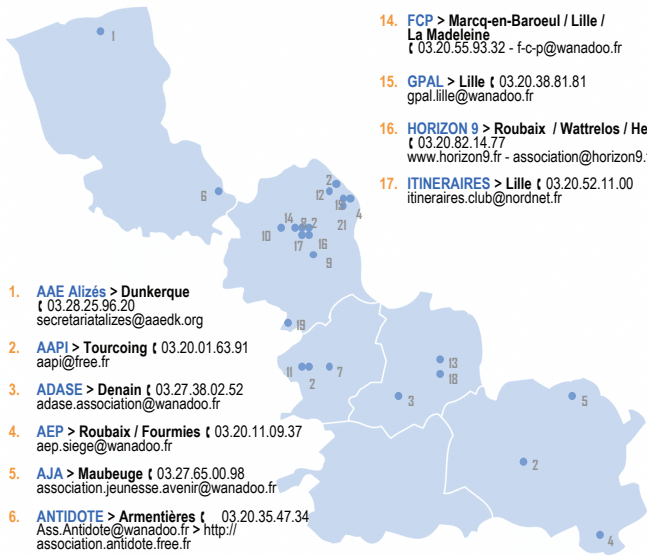 14. FCP > Marcq-en-Baroeul / Lille /
La Madeleine
03.20.55.93.32 - f-c-p@wanadoo.fr
15. GPAL > Lille 03.20.38.81.81
gpal.lille@wanadoo.fr
16. HORIZON 9 > Roubaix / Wattrelos / He
03.20.82.14.77
www.horizon9.fr - association@horizon9.
17. ITINERAIRES > Lille 03.20.52.11.00
itineraires.club@nordnet.fr
1
6
2
12
15
4
21
14
8
2
10
17
16
9
19
11
2
7
13
18
3
5
2
4
1. AAE Alizés > Dunkerque
03.28.25.96.20
secretariatalizes@aaedk.org
2. AAPI > Tourcoing 03.20.01.63.91
aapi@free.fr
3. ADASE > Denain 03.27.38.02.52
adase.association@wanadoo.fr
4. AEP > Roubaix / Fourmies 03.20.11.09.37
aep.siege@wanadoo.fr
5. AJA > Maubeuge 03.27.65.00.98
association.jeunesse.avenir@wanadoo.fr
6. ANTIDOTE > Armentières 03.20.35.47.34
Ass.Antidote@wanadoo.fr > http://
association.antidote.free.fr